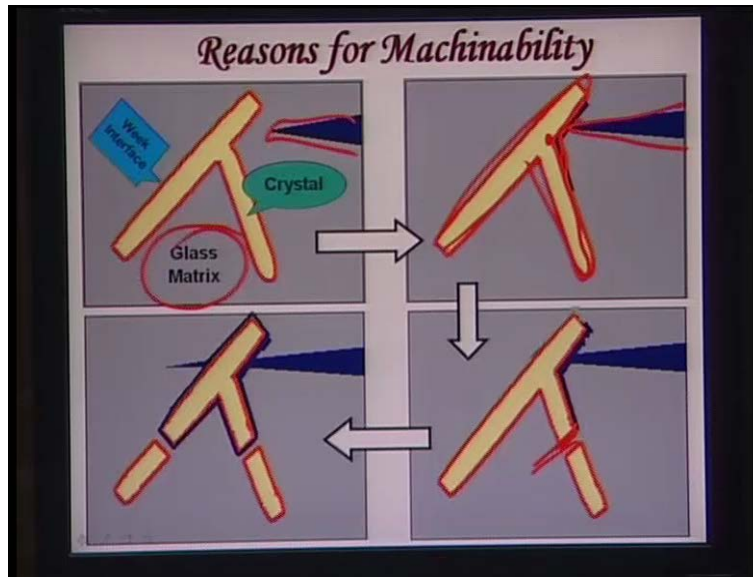 Reasons for Machinability
Week
Interface
Crystal
Glass
Matrix